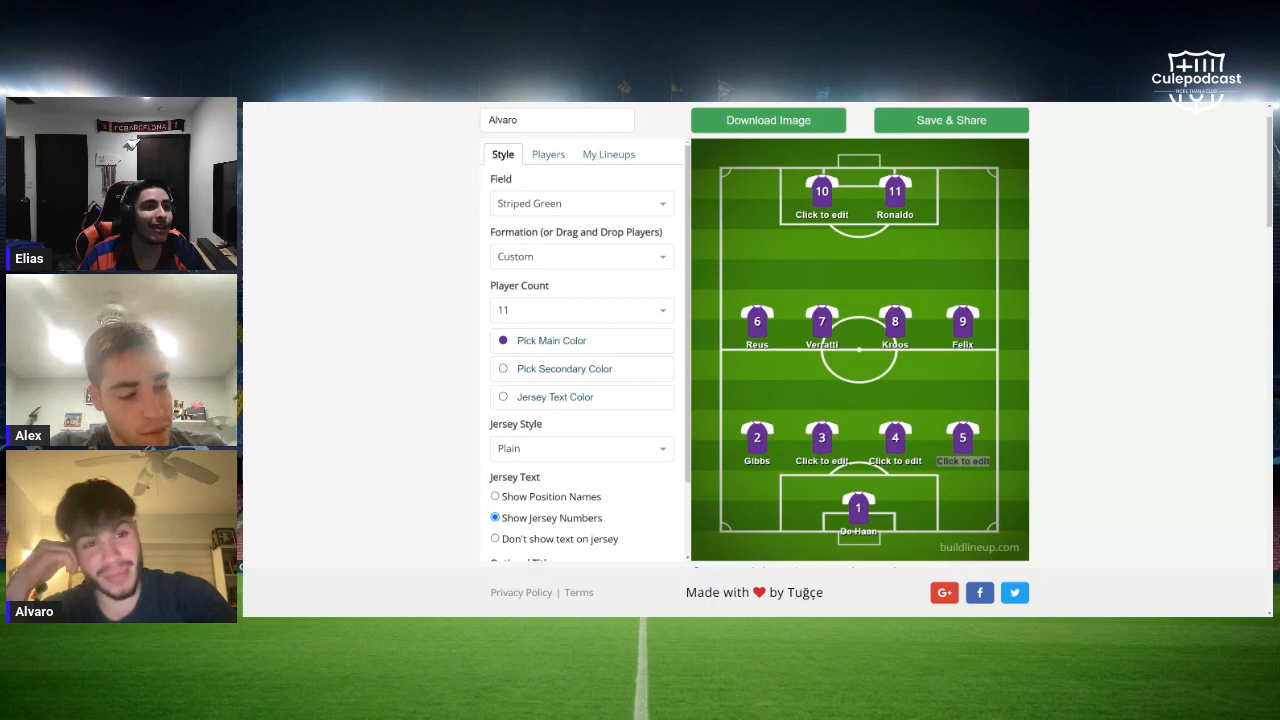 Culepodcast
MORE THAN A CLUB
FCBARCELONA
Elias
Alex
Alvaro
Alvaro
Download Image
Save & Share
Style
Players
My Lineups
Field
Striped Green
Formation (or Drag and Drop Players)
Custom
Player Count
11
Pick Main Color
Pick Secondary Color
Jersey Text Color
Jersey Style
Plain
Jersey Text
Show Position Names
Show Jersey Numbers
Don't show text on jersey
10 11
Click to edit Ronaldo
6 7 8 9
Reus Verratti Kroos Felix
2 3 4 5
Gibbs Click to edit Click to edit Click to edit
1
De Haan
buildlineup.com
Privacy Policy | Terms
Made with ❤ by Tuğçe
G+ f